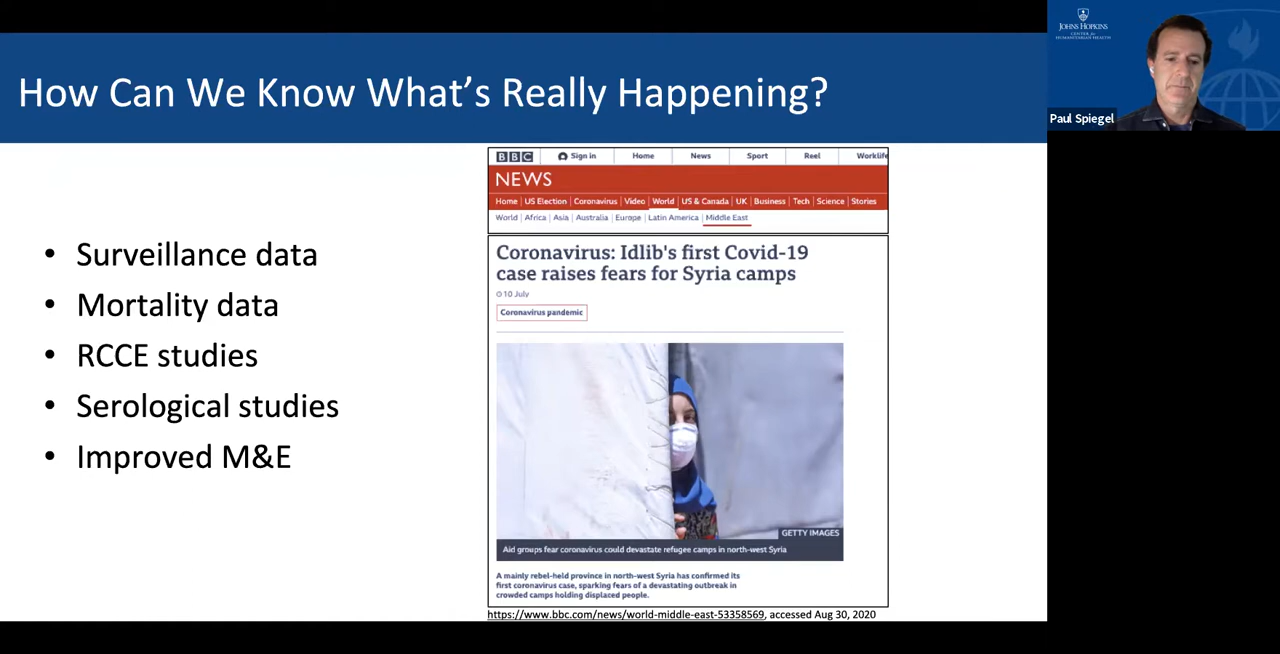 How Can We Know What's Really Happening?
JOHNS HOPKINS
CENTER for
HUMANITARIAN HEALTH
Paul Spiegel
• Surveillance data
• Mortality data
• RCCE studies
• Serological studies
• Improved M&E
BBC Sign in Home News Sport Reel Worklife
NEWS
Home US Election Coronavirus Video World US & Canada UK Business Tech Science Stories
World Africa Asia Australia Europe Latin America Middle East
Coronavirus: Idlib's first Covid-19
case raises fears for Syria camps
10 July
Coronavirus pandemic
GETTY IMAGES
Aid groups fear coronavirus could devastate refugee camps in north-west Syria
A mainly rebel-held province in north-west Syria has confirmed its
first coronavirus case, sparking fears of a devastating outbreak in
crowded camps holding displaced people.
https://www.bbc.com/news/world-middle-east-53358569, accessed Aug 30, 2020